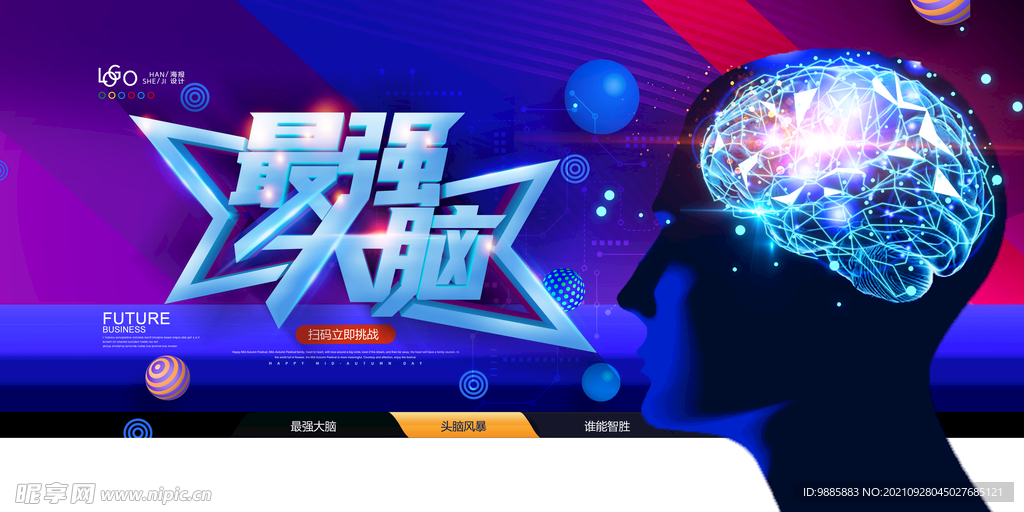 LOGO
HAN/海报
SHE/JI 设计
最强
大脑
FUTURE
BUSINESS
扫码立即挑战
HAPPY MID-AUTUMN DAY
最强大脑 头脑风暴 谁能智胜
昵享网 www.nipic.cn
ID:9885883 NO:20210928045027685121